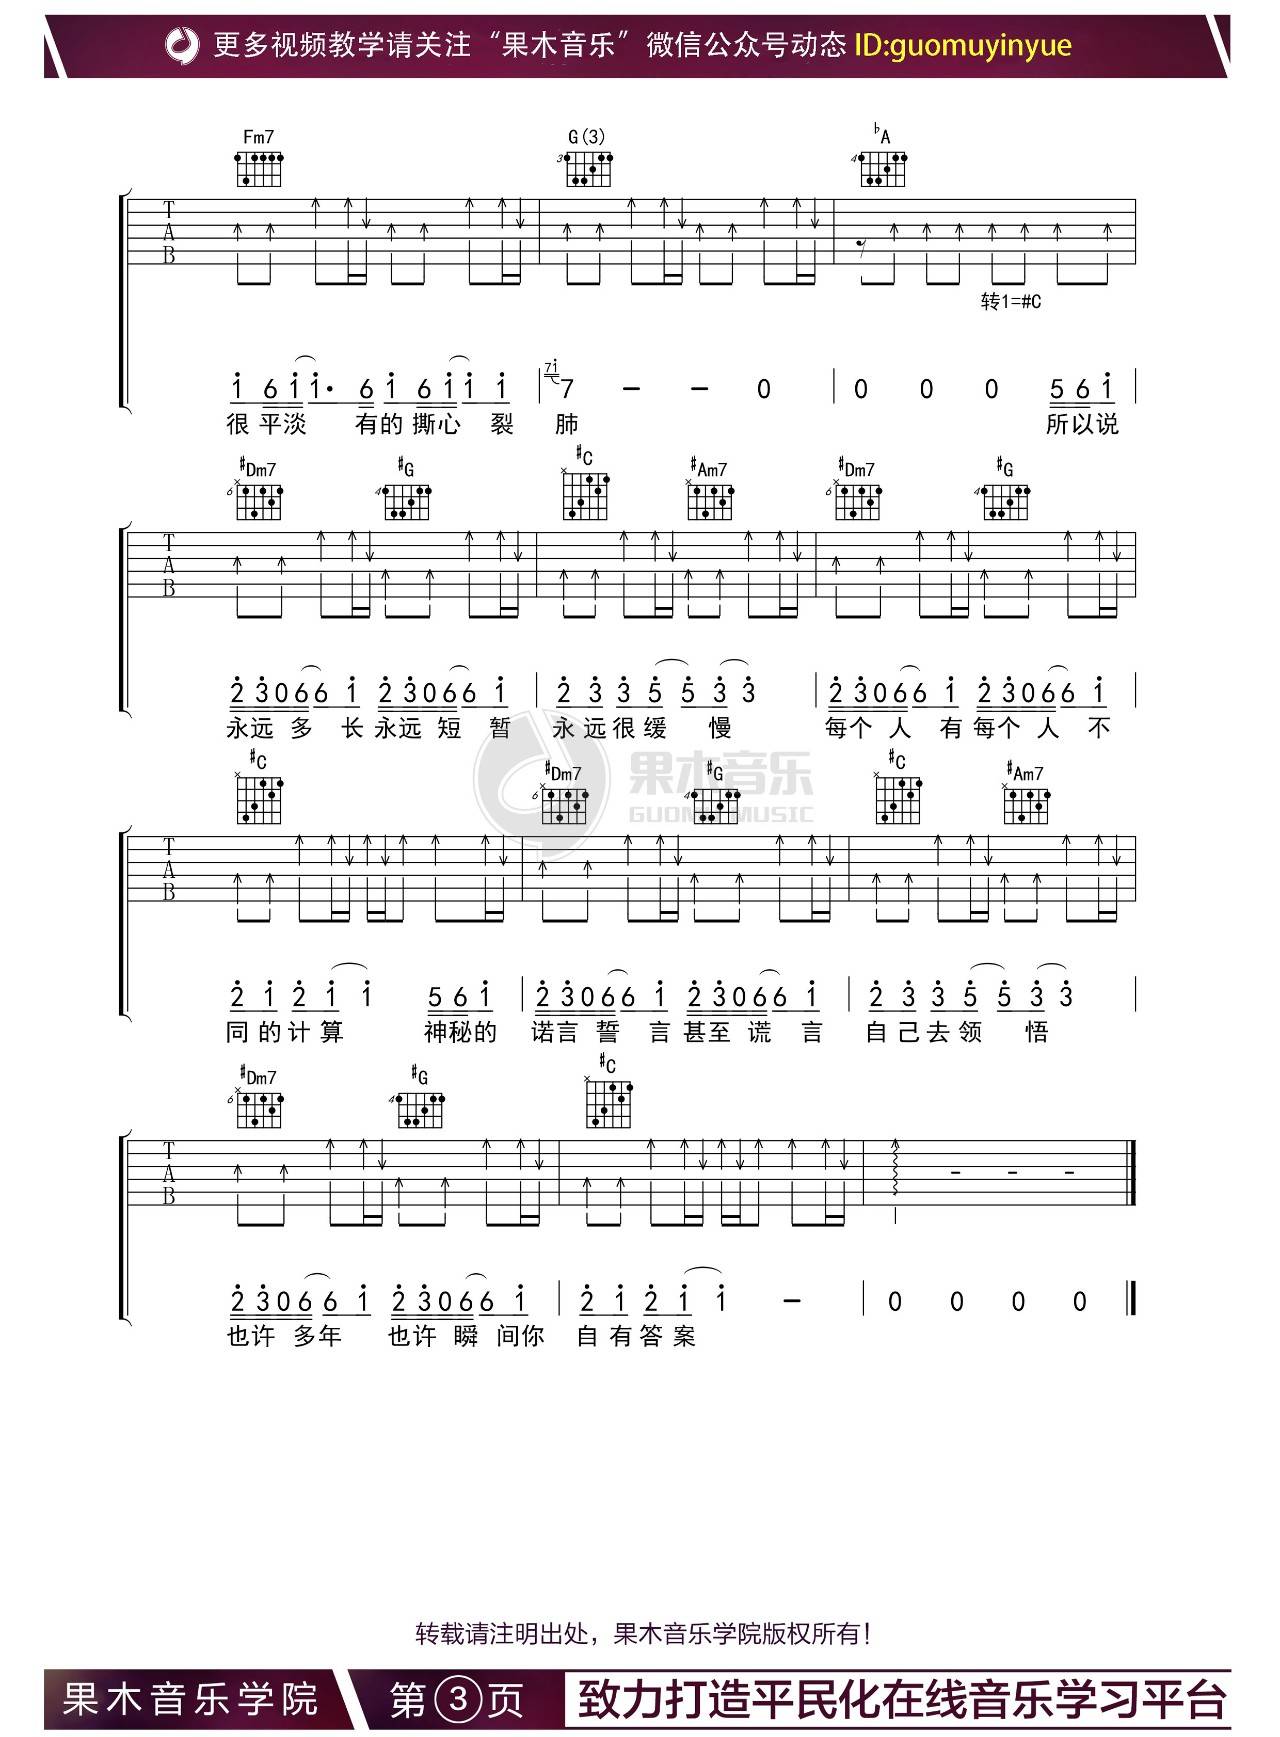 更多视频教学请关注“果木音乐”微信公众号动态 ID:guomuyinyue
Fm7 G(3) ♭A
3 4
T
A
B
转1=#C
1 6 1 1· 6 1 6 1 1 1 | 71 7 - - 0 | 0 0 0 5 6 1 |
很平淡 有的撕心 裂 肺 所以说
#Dm7 #G #C #Am7 #Dm7 #G
6 × 4 × × 6 × 4
T
A
B
2 3 0 6 6 1 2 3 0 6 6 1 | 2 3 3 5 5 3 3 | 2 3 0 6 6 1 2 3 0 6 6 1 |
永远 多 长 永远 短 暂 永远很缓 慢 每个 人 有 每个 人 不
果木音乐
GUOMU MUSIC
#C #Dm7 #G #C #Am7
× 6 × 4 × ×
T
A
B
2 1 2 1 1 5 6 1 | 2 3 0 6 6 1 2 3 0 6 6 1 | 2 3 3 5 5 3 3 |
同的计算 神秘的 诺言 誓 言 甚至 谎 言 自己去领 悟
#Dm7 #G #C
6 × 4 ×
T
A
B
- - -
2 3 0 6 6 1 2 3 0 6 6 1 | 2 1 2 1 1 - | 0 0 0 0 ‖
也许 多年 也许 瞬 间你 自有答案
转载请注明出处，果木音乐学院版权所有！
果木音乐学院 第③页 致力打造平民化在线音乐学习平台